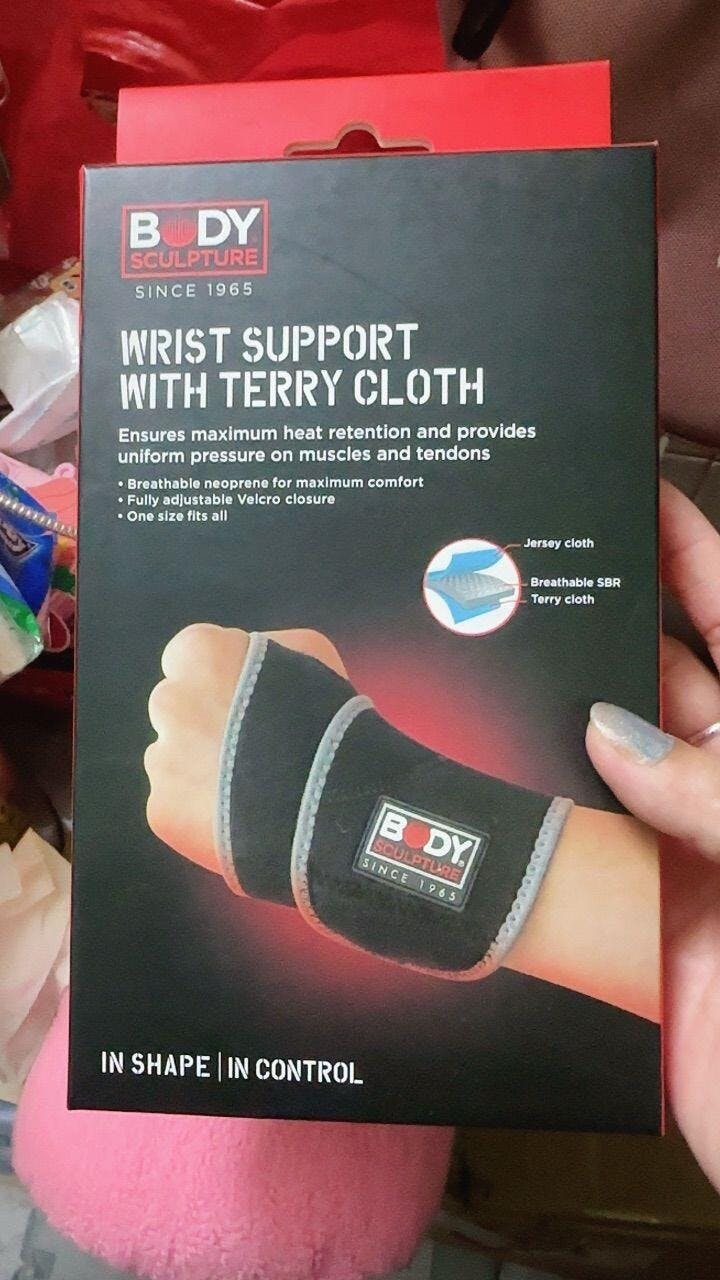 BODY
SCULPTURE
SINCE 1965
WRIST SUPPORT
WITH TERRY CLOTH
Ensures maximum heat retention and provides
uniform pressure on muscles and tendons
• Breathable neoprene for maximum comfort
• Fully adjustable Velcro closure
• One size fits all
Jersey cloth
Breathable SBR
Terry cloth
BODY®
SCULPTURE
SINCE 1965
IN SHAPE | IN CONTROL